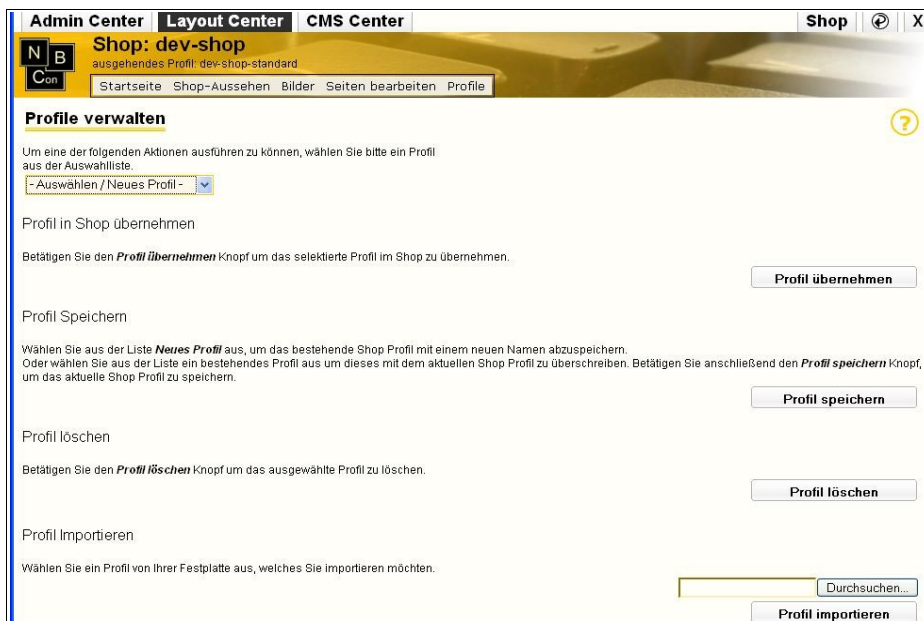 Admin Center Layout Center CMS Center Shop X
N B Con
Shop: dev-shop
ausgehendes Profil: dev-shop-standard
Startseite Shop-Aussehen Bilder Seiten bearbeiten Profile
Profile verwalten
?
Um eine der folgenden Aktionen ausführen zu können, wählen Sie bitte ein Profil
aus der Auswahlliste.
- Auswählen / Neues Profil -
Profil in Shop übernehmen
Betätigen Sie den Profil übernehmen Knopf um das selektierte Profil im Shop zu übernehmen.
Profil übernehmen
Profil Speichern
Wählen Sie aus der Liste Neues Profil aus, um das bestehende Shop Profil mit einem neuen Namen abzuspeichern.
Oder wählen Sie aus der Liste ein bestehendes Profil aus um dieses mit dem aktuellen Shop Profil zu überschreiben. Betätigen Sie anschließend den Profil speichern Knopf,
um das aktuelle Shop Profil zu speichern.
Profil speichern
Profil löschen
Betätigen Sie den Profil löschen Knopf um das ausgewählte Profil zu löschen.
Profil löschen
Profil Importieren
Wählen Sie ein Profil von Ihrer Festplatte aus, welches Sie importieren möchten.
Durchsuchen...
Profil importieren